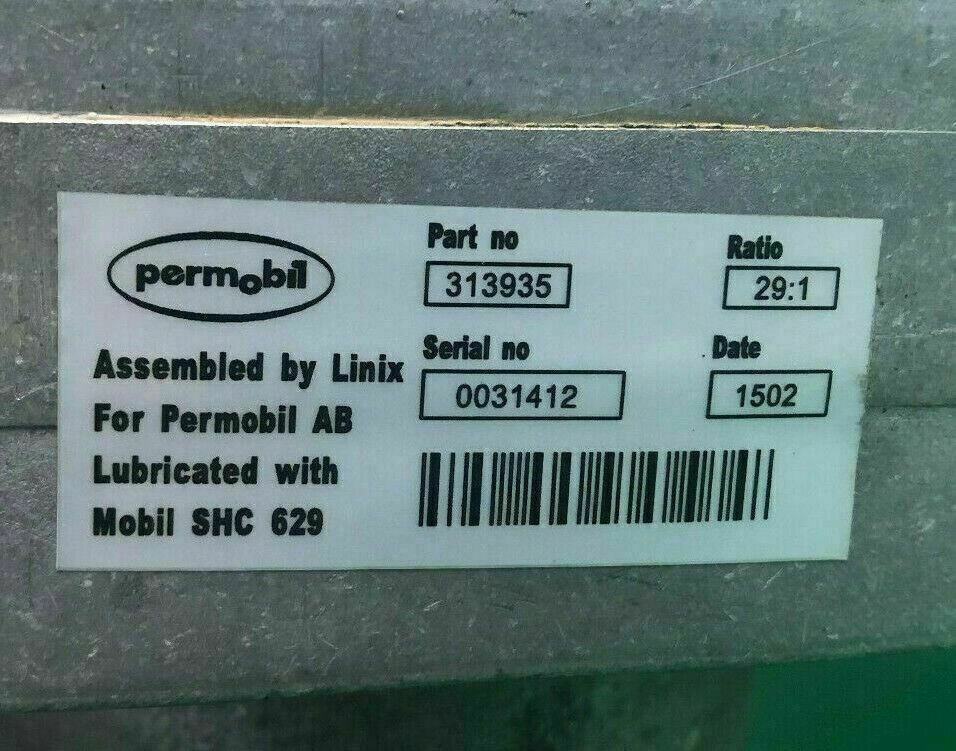 permobil
Assembled by Linix
For Permobil AB
Lubricated with
Mobil SHC 629
Part no
313935
Ratio
29:1
Serial no
0031412
Date
1502